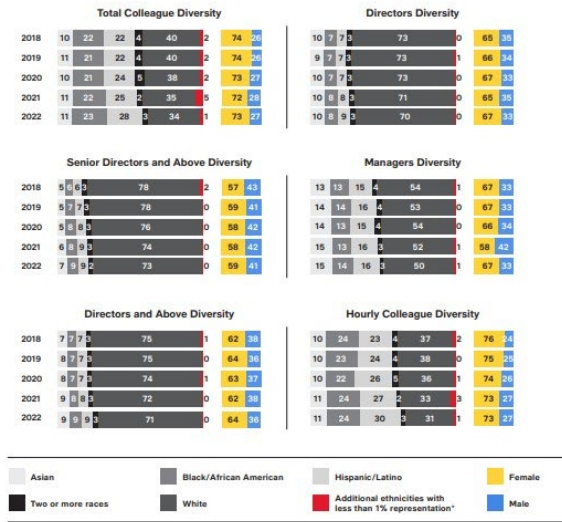 Total Colleague Diversity
2018 10 22 22 4 40 2 74 26
2019 11 21 22 4 40 2 74 26
2020 10 21 24 5 38 2 73 27
2021 11 22 25 2 35 5 72 28
2022 11 23 28 3 34 1 73 27
Directors Diversity
10 7 7 3 73 0 65 35
9 7 7 3 73 1 66 34
10 7 7 3 73 0 67 33
10 8 8 3 71 0 65 35
10 8 9 3 70 0 67 33
Senior Directors and Above Diversity
2018 5 6 6 3 78 2 57 43
2019 5 7 7 3 78 0 59 41
2020 5 8 8 3 76 0 58 42
2021 6 8 9 3 74 0 58 42
2022 7 9 9 2 73 0 59 41
Managers Diversity
13 13 15 4 54 1 67 33
14 14 16 4 53 0 67 33
14 13 15 4 54 0 66 34
15 13 16 3 52 1 58 42
15 14 16 3 50 1 67 33
Directors and Above Diversity
2018 7 7 7 3 75 1 62 38
2019 8 7 7 3 75 0 64 36
2020 8 7 7 3 74 1 63 37
2021 9 8 8 3 72 0 62 38
2022 9 9 9 3 71 0 64 36
Hourly Colleague Diversity
10 24 23 4 37 2 76 24
10 23 24 4 38 0 75 25
10 22 26 5 36 1 74 26
11 24 27 2 33 3 73 27
11 24 30 3 31 1 73 27
Asian
Black/African American
Hispanic/Latino
Female
Two or more races
White
Additional ethnicities with
less than 1% representation*
Male